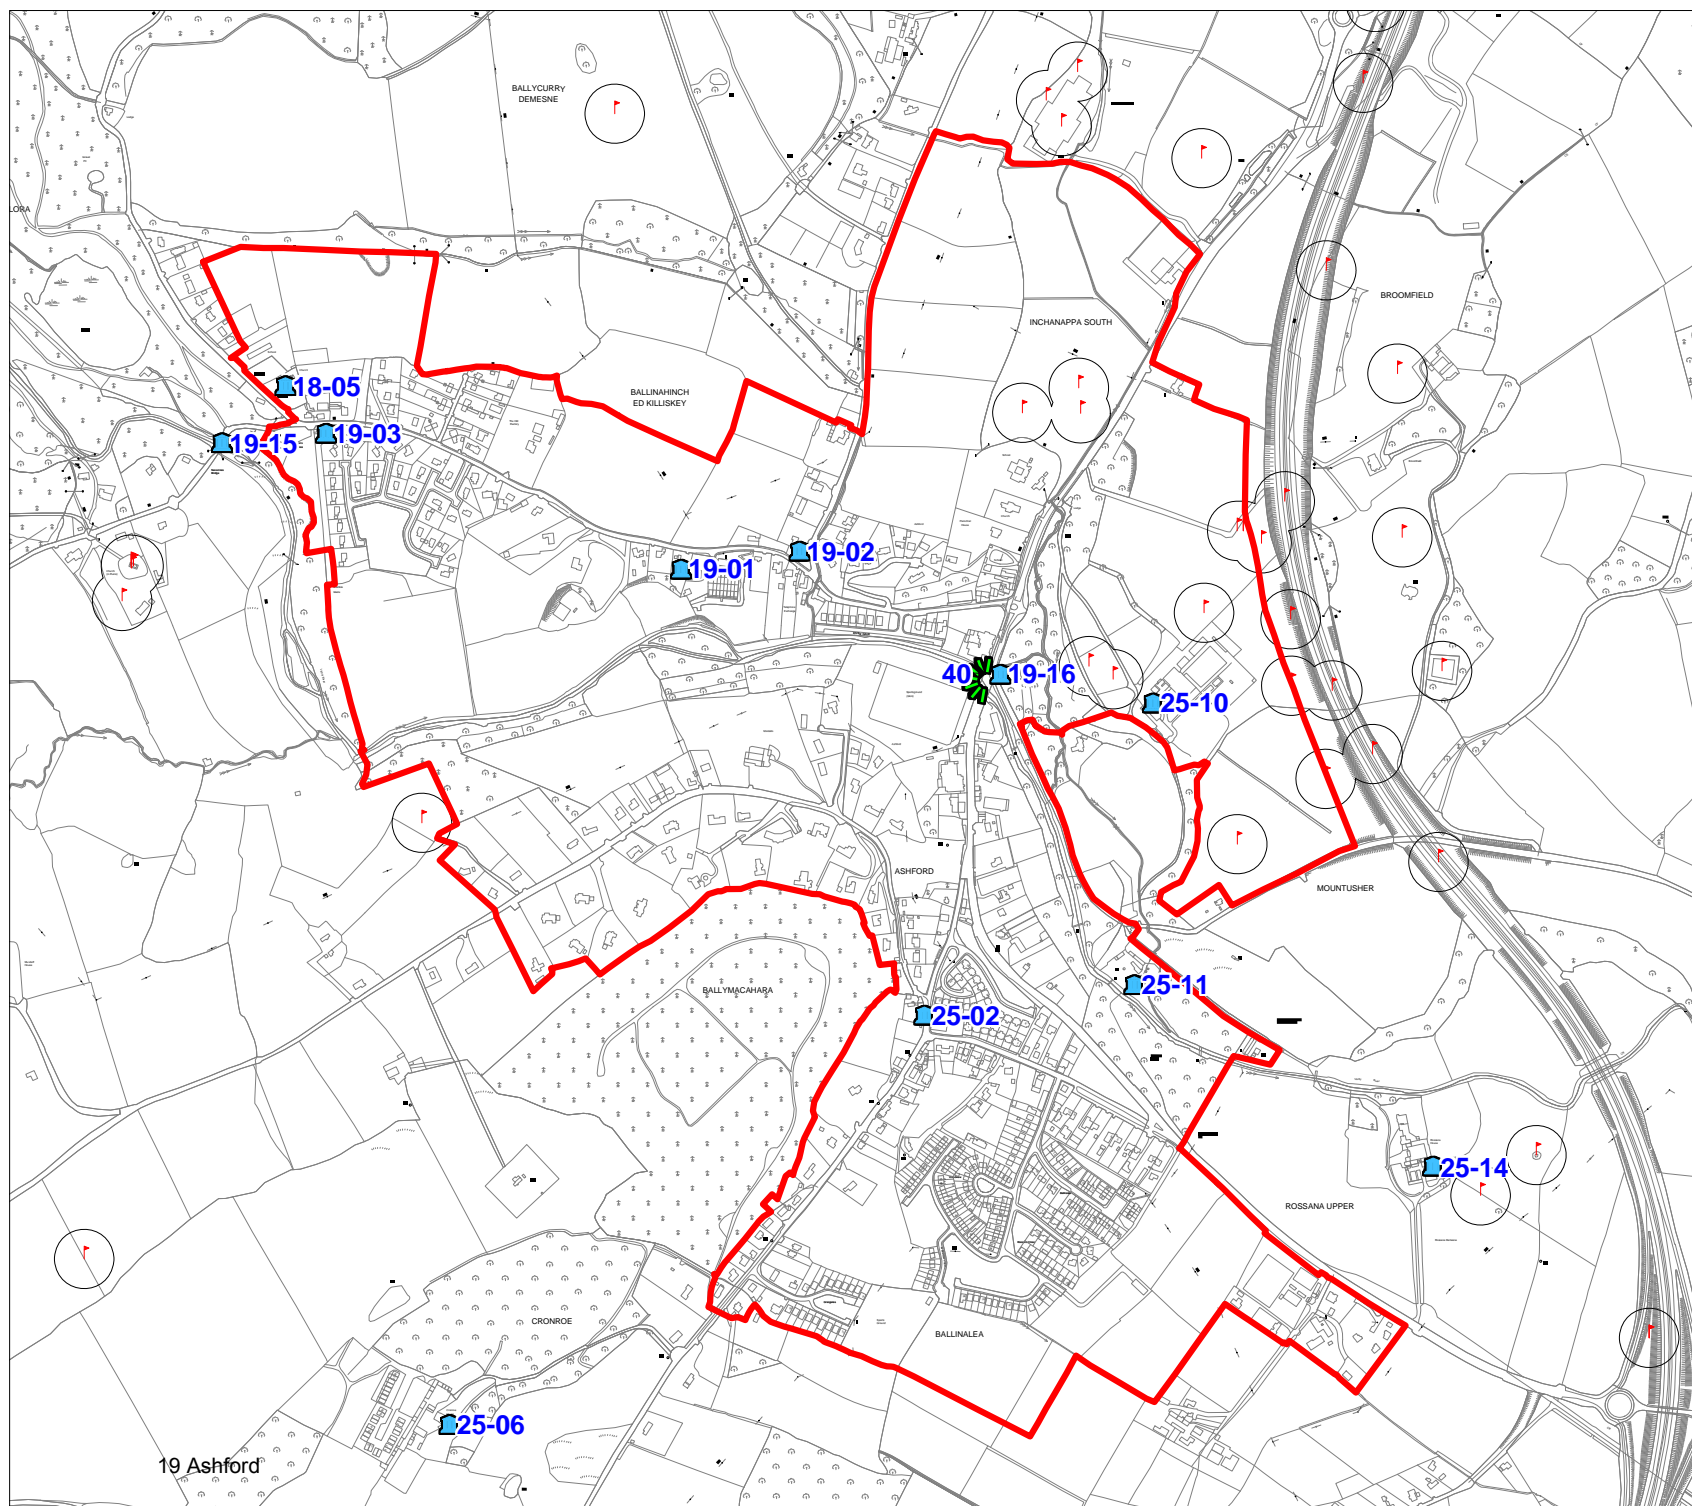 BALLYCURRY
DEMESNE
LORA
BROOMFIELD
INCHANAPPA SOUTH
BALLINAHINCH
ED KILLISKEY
18-05
19-15
19-03
19-02
19-01
40
19-16
25-10
ASHFORD
MOUNTUSHER
BALLYMACAHARA
25-11
25-02
25-14
ROSSANA UPPER
CRONROE
BALLINALEA
25-06
19 Ashford